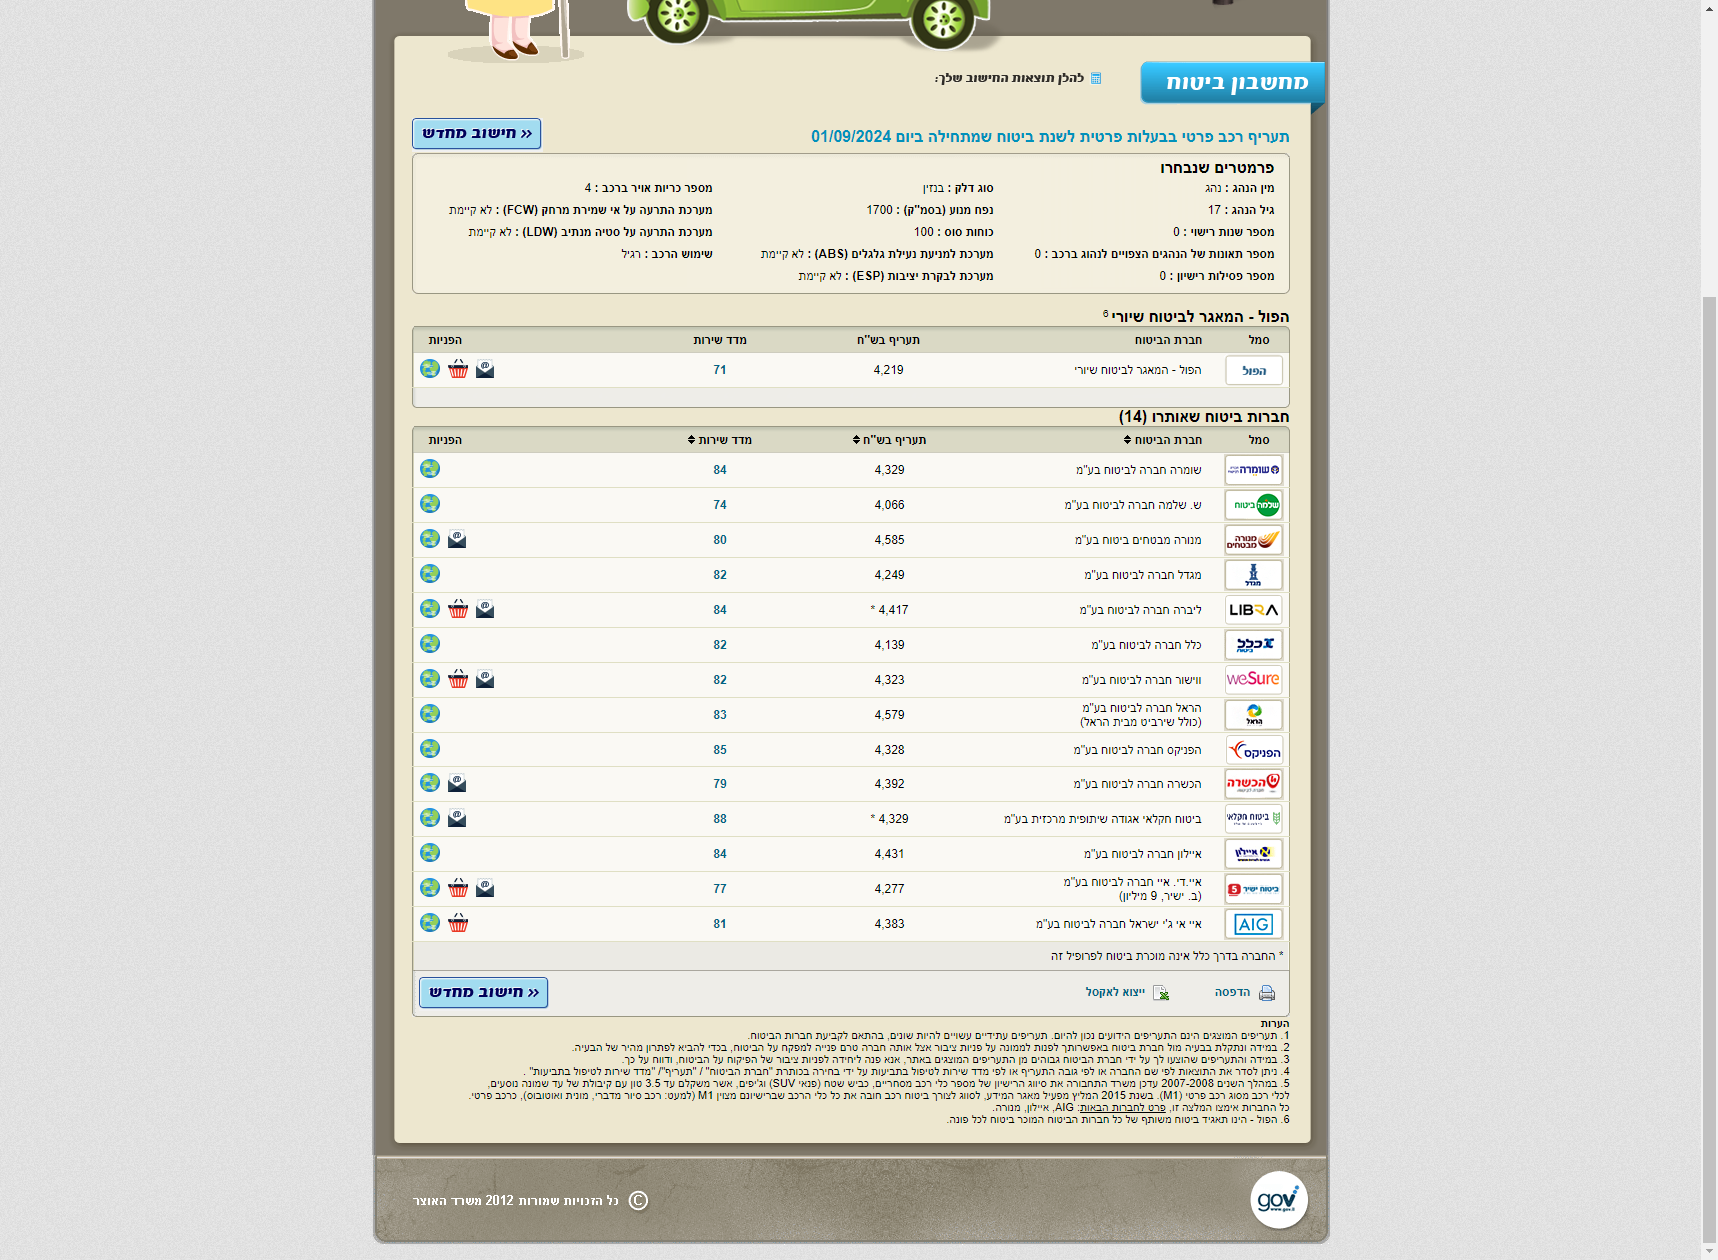 מחשבון ביטוח
להלן תוצאות החישוב שלך:
תעריף רכב פרטי בבעלות פרטית לשנת ביטוח שמתחילה ביום 01/09/2024
חישוב מחדש »
פרמטרים שנבחרו
מין הנהג : נהג
סוג דלק : בנזין
מספר כריות אויר ברכב : 4
גיל הנהג : 17
נפח מנוע (בסמ"ק) : 1700
מערכת התרעה על אי שמירת מרחק (FCW) : לא קיימת
מספר שנות רישוי : 0
כוחות סוס : 100
מערכת התרעה על סטיה מנתיב (LDW) : לא קיימת
מספר תאונות של הנהגים הצפויים לנהוג ברכב : 0
מערכת למניעת נעילת גלגלים (ABS) : לא קיימת
שימוש הרכב : רגיל
מספר פסילות רישיון : 0
מערכת לבקרת יציבות (ESP) : לא קיימת
הפול - המאגר לביטוח שיורי 6
סמל חברת הביטוח תעריף בש"ח מדד שירות הפניות
הפול הפול - המאגר לביטוח שיורי 4,219 71
חברות ביטוח שאותרו (14)
סמל חברת הביטוח תעריף בש"ח מדד שירות הפניות
שומרה שומרה חברה לביטוח בע"מ 4,329 84
שלמה ביטוח ש. שלמה חברה לביטוח בע"מ 4,066 74
מנורה מבטחים מנורה מבטחים ביטוח בע"מ 4,585 80
מגדל מגדל חברה לביטוח בע"מ 4,249 82
LIBRA ליברה חברה לביטוח בע"מ 4,417 * 84
כלל ביטוח כלל חברה לביטוח בע"מ 4,139 82
weSure ווישור חברה לביטוח בע"מ 4,323 82
הראל הראל חברה לביטוח בע"מ (כולל שירביט מבית הראל) 4,579 83
הפניקס הפניקס חברה לביטוח בע"מ 4,328 85
הכשרה הכשרה חברה לביטוח בע"מ 4,392 79
ביטוח חקלאי ביטוח חקלאי אגודה שיתופית מרכזית בע"מ 4,329 * 88
איילון איילון חברה לביטוח בע"מ 4,431 84
ביטוח ישיר 5 איי.די. איי חברה לביטוח בע"מ (ב. ישיר, 9 מיליון) 4,277 77
AIG איי אי ג'י ישראל חברה לביטוח בע"מ 4,383 81
* החברה בדרך כלל אינה מוכרת ביטוח לפרופיל זה
הדפסה
ייצוא לאקסל
חישוב מחדש »
הערות
1. תעריפים המוצגים הינם התעריפים הידועים נכון להיום. תעריפים עתידיים עשויים להיות שונים, בהתאם לקביעת חברות הביטוח.
2. במידה ונתקלת בבעיה מול חברת ביטוח באפשרותך לפנות לממונה על פניות ציבור אצל אותה חברה טרם פנייה למפקח על הביטוח, בכדי להביא לפתרון מהיר של הבעיה.
3. במידה והתעריפים שהוצעו לך על ידי חברת הביטוח גבוהים מן התעריפים המוצגים באתר, אנא פנה ליחידה לפניות ציבור של הפיקוח על הביטוח, ודווח על כך.
4. ניתן לסדר את התוצאות לפי שם החברה או לפי גובה התעריף או לפי מדד שירות לטיפול בתביעות על ידי בחירה בכותרת "חברת הביטוח" / "תעריף"/ "מדד שירות לטיפול בתביעות" .
5. במהלך השנים 2007-2008 עדכן משרד התחבורה את סיווג הרישיון של מספר כלי רכב מסחריים, כביש שטח (פנאי SUV) וג'יפים, אשר משקלם עד 3.5 טון עם קיבולת של עד שמונה נוסעים,
לכלי רכב מסוג רכב פרטי (M1). בשנת 2015 המליץ מפעיל מאגר המידע, לסווג לצורך ביטוח רכב חובה את כל כלי הרכב שברישיונם מצוין M1 (למעט: רכב סיור מדברי, מונית ואוטובוס), כרכב פרטי.
כל החברות אימצו המלצה זו, פרט לחברות הבאות: AIG, איילון, מנורה.
6. הפול - הינו תאגיד ביטוח משותף של כל חברות הביטוח המוכר ביטוח לכל פונה.
gov
www.gov.il
© כל הזכויות שמורות 2012 משרד האוצר